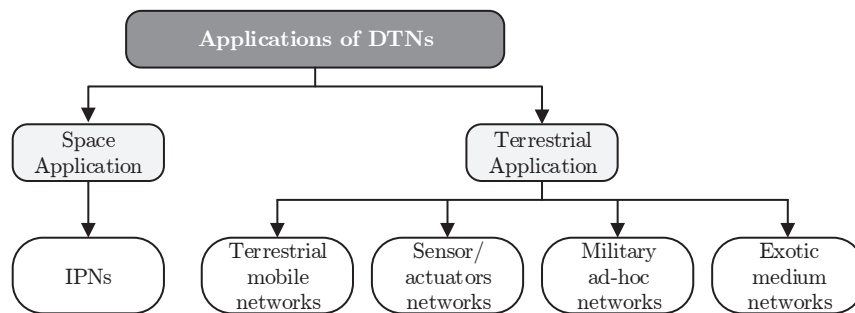 Applications of DTNs
Space
Application
Terrestrial
Application
IPNs
Terrestrial
mobile
networks
Sensor/
actuators
networks
Military
ad-hoc
networks
Exotic
medium
networks